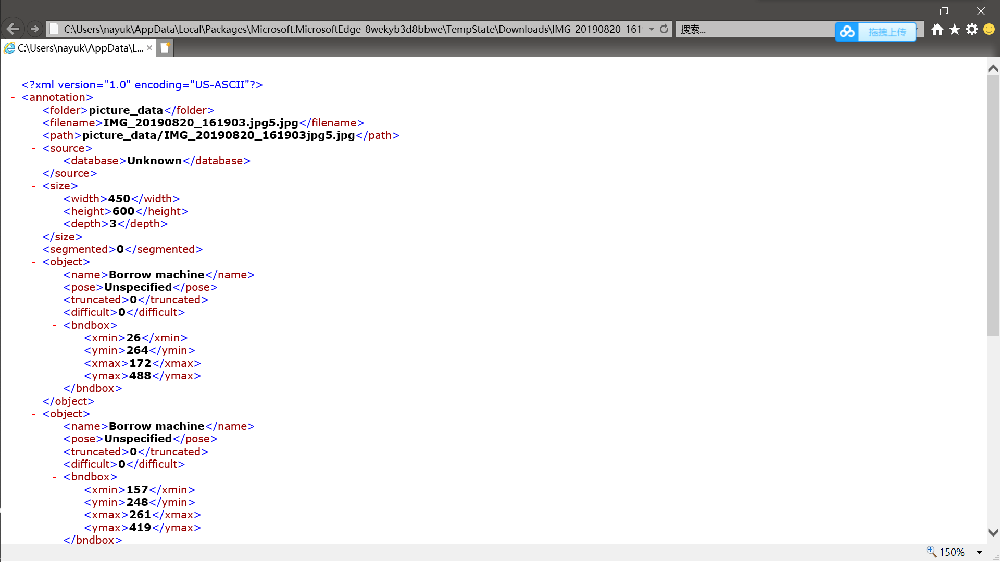 C:\Users\nayuk\AppData\Local\Packages\Microsoft.MicrosoftEdge_8wekyb3d8bbwe\TempState\Downloads\IMG_20190820_161
搜索...
拖拽上传
C:\Users\nayuk\AppData\L...
<?xml version="1.0" encoding="US-ASCII"?>
- <annotation>
<folder>picture_data</folder>
<filename>IMG_20190820_161903.jpg5.jpg</filename>
<path>picture_data/IMG_20190820_161903jpg5.jpg</path>
- <source>
<database>Unknown</database>
</source>
- <size>
<width>450</width>
<height>600</height>
<depth>3</depth>
</size>
<segmented>0</segmented>
- <object>
<name>Borrow machine</name>
<pose>Unspecified</pose>
<truncated>0</truncated>
<difficult>0</difficult>
- <bndbox>
<xmin>26</xmin>
<ymin>264</ymin>
<xmax>172</xmax>
<ymax>488</ymax>
</bndbox>
</object>
- <object>
<name>Borrow machine</name>
<pose>Unspecified</pose>
<truncated>0</truncated>
<difficult>0</difficult>
- <bndbox>
<xmin>157</xmin>
<ymin>248</ymin>
<xmax>261</xmax>
<ymax>419</ymax>
</bndbox>
150%